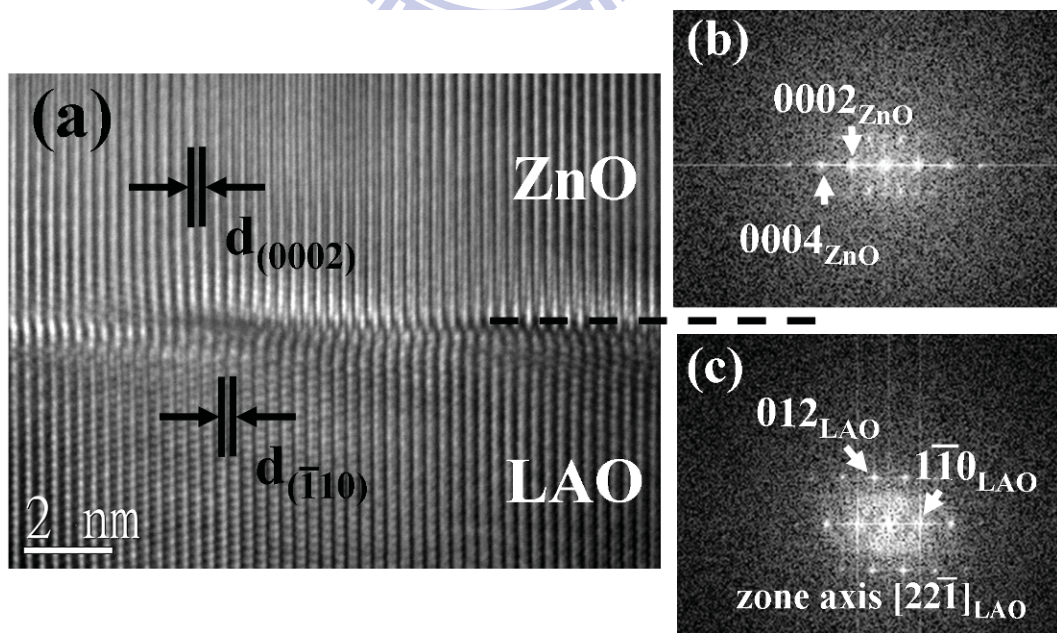 (a)
ZnO
d(0002)
d(1̅10)
LAO
2 nm
(b)
0002ZnO
0004ZnO
(c)
012LAO
11̅0LAO
zone axis [221̅]LAO